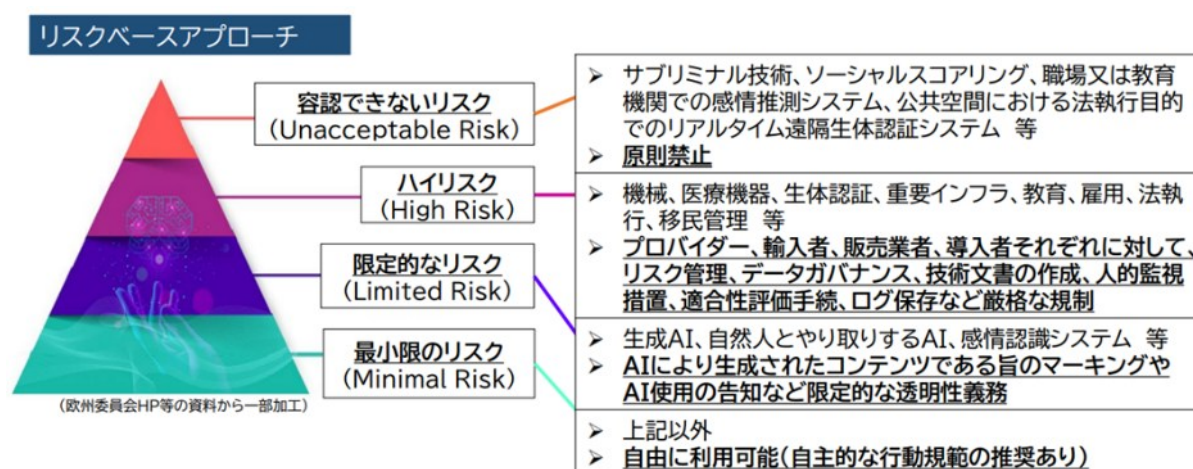 リスクベースアプローチ
容認できないリスク
(Unacceptable Risk)
➢ サブリミナル技術、ソーシャルスコアリング、職場又は教育
機関での感情推測システム、公共空間における法執行目的
でのリアルタイム遠隔生体認証システム 等
➢ 原則禁止
ハイリスク
(High Risk)
➢ 機械、医療機器、生体認証、重要インフラ、教育、雇用、法執
行、移民管理 等
➢ プロバイダー、輸入者、販売業者、導入者それぞれに対して、
リスク管理、データガバナンス、技術文書の作成、人的監視
措置、適合性評価手続、ログ保存など厳格な規制
限定的なリスク
(Limited Risk)
➢ 生成AI、自然人とやり取りするAI、感情認識システム 等
➢ AIにより生成されたコンテンツである旨のマーキングや
AI使用の告知など限定的な透明性義務
最小限のリスク
(Minimal Risk)
➢ 上記以外
➢ 自由に利用可能(自主的な行動規範の推奨あり)
(欧州委員会HP等の資料から一部加工)